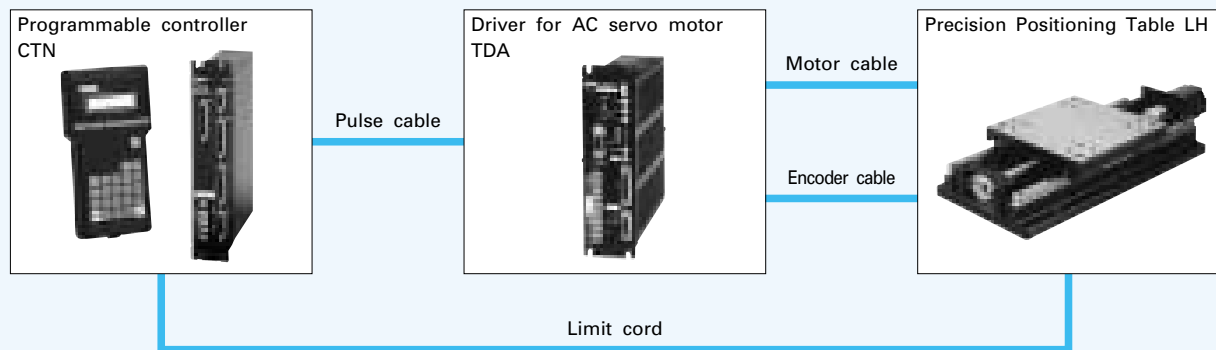 Programmable controller
CTN
Driver for AC servo motor
TDA
Precision Positioning Table LH
Pulse cable
Motor cable
Encoder cable
Limit cord